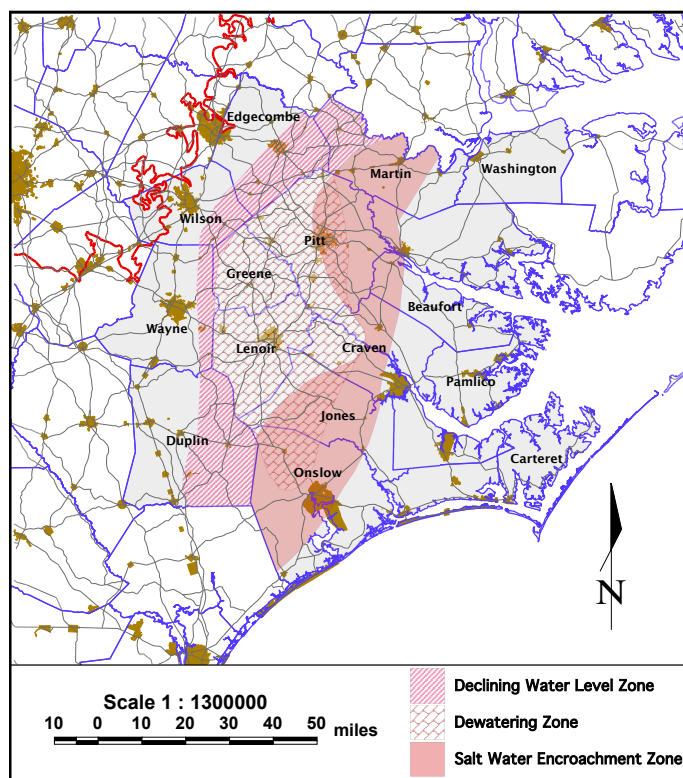 Edgecombe
Washington
Martin
Wilson
Pitt
Greene
Beaufort
Wayne
Lenoir
Craven
Pamlico
Jones
Duplin
Carteret
Onslow
N
Scale 1 : 1300000
10 0 10 20 30 40 50 miles
Declining Water Level Zone
Dewatering Zone
Salt Water Encroachment Zone